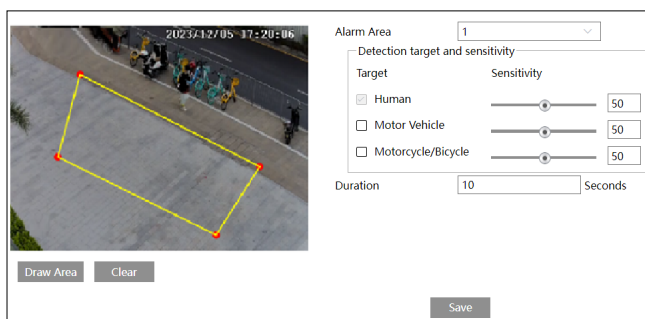 2023/12/05 17:20:06
Alarm Area 1
Detection target and sensitivity
Target Sensitivity
Human 50
Motor Vehicle 50
Motorcycle/Bicycle 50
Duration 10 Seconds
Draw Area Clear
Save